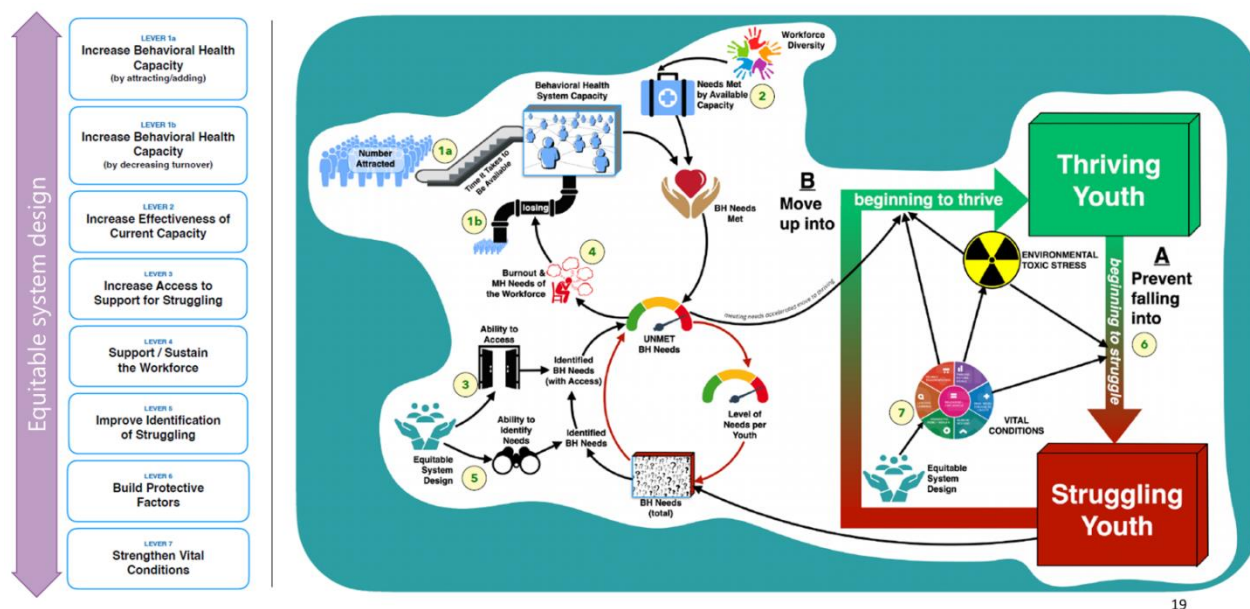 Equitable system design
LEVER 1a
Increase Behavioral Health
Capacity
(by attracting/adding)
LEVER 1b
Increase Behavioral Health
Capacity
(by decreasing turnover)
LEVER 2
Increase Effectiveness of
Current Capacity
LEVER 3
Increase Access to
Support for Struggling
LEVER 4
Support / Sustain
the Workforce
LEVER 5
Improve Identification
of Struggling
LEVER 6
Build Protective
Factors
LEVER 7
Strengthen Vital
Conditions
Workforce
Diversity
Behavioral Health
System Capacity
Needs Met
by Available
Capacity
2
Number
Attracted
1a
Time it Takes to
Be Available
losing
1b
BH Needs
Met
4
Burnout &
MH Needs of
the Workforce
UNMET
BH Needs
meeting needs accelerates move to thriving
Ability to
Access
3
Identified
BH Needs
(with Access)
Level of
Needs per
Youth
Ability to
Identify
Needs
Identified
BH Needs
Equitable
System
Design
5
BH Needs
(total)
B
Move
up into
beginning to thrive
Thriving
Youth
ENVIRONMENTAL
TOXIC STRESS
beginning to struggle
A
Prevent
falling
into
6
7
VITAL
CONDITIONS
Equitable
System
Design
Struggling
Youth
19